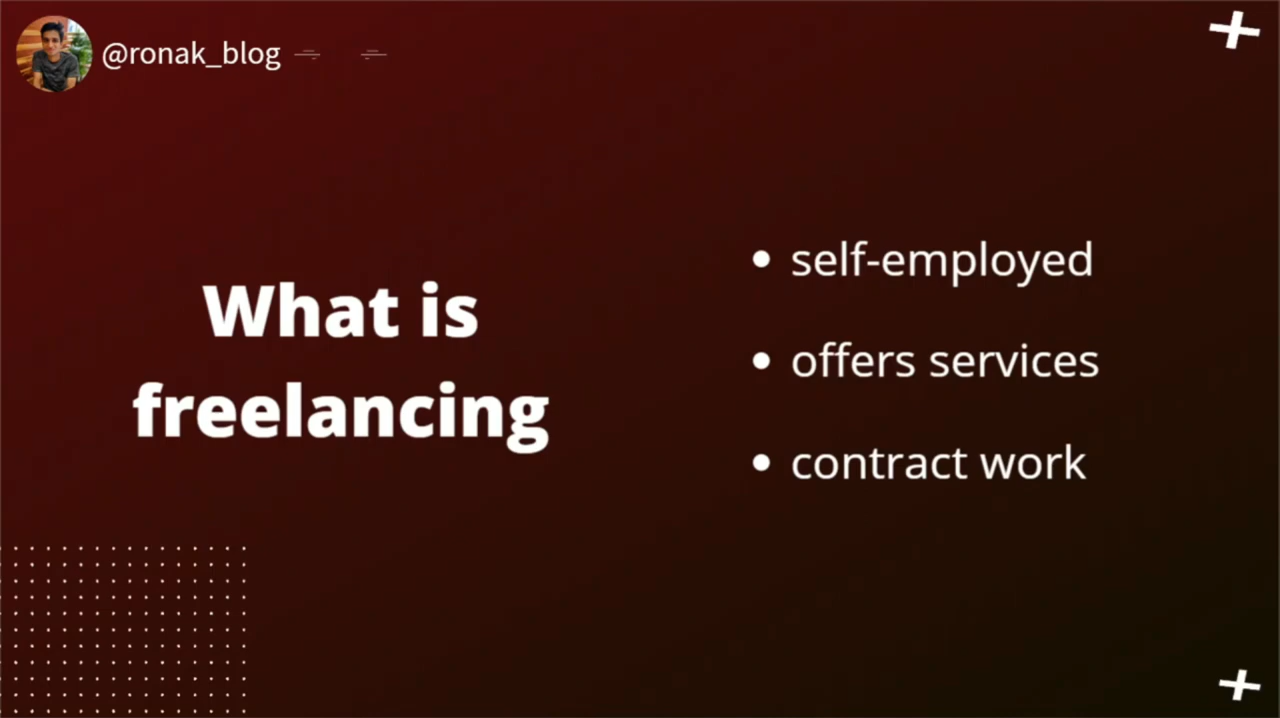 @ronak_blog
What is
freelancing
• self-employed
• offers services
• contract work